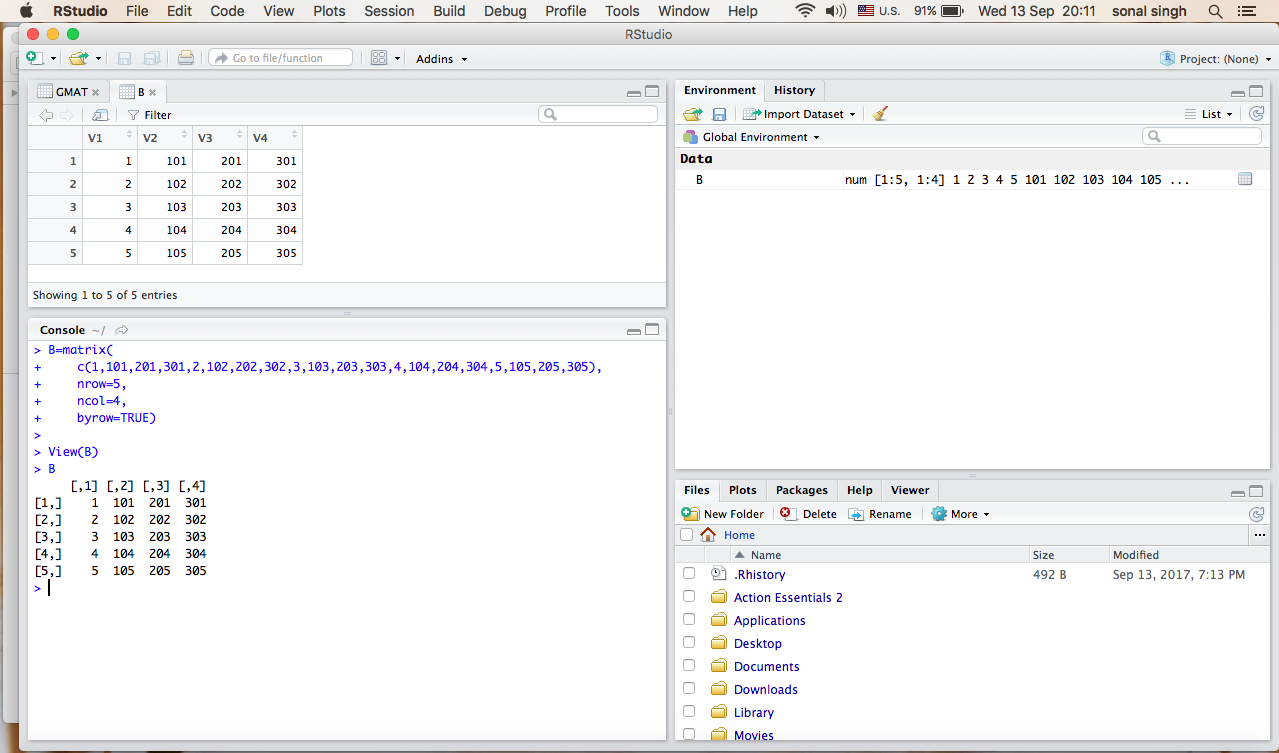 RStudio File Edit Code View Plots Session Build Debug Profile Tools Window Help U.S. 91% Wed 13 Sep 20:11 sonal singh
RStudio
Go to file/function Addins Project: (None)
GMAT B
Filter
V1 V2 V3 V4
1 1 101 201 301
2 2 102 202 302
3 3 103 203 303
4 4 104 204 304
5 5 105 205 305
Showing 1 to 5 of 5 entries
Console ~/
> B=matrix(
+ c(1,101,201,301,2,102,202,302,3,103,203,303,4,104,204,304,5,105,205,305),
+ nrow=5,
+ ncol=4,
+ byrow=TRUE)
>
> View(B)
> B
[,1] [,2] [,3] [,4]
[1,] 1 101 201 301
[2,] 2 102 202 302
[3,] 3 103 203 303
[4,] 4 104 204 304
[5,] 5 105 205 305
>
Environment History
Import Dataset List
Global Environment
Data
B num [1:5, 1:4] 1 2 3 4 5 101 102 103 104 105 ...
Files Plots Packages Help Viewer
New Folder Delete Rename More
Home ...
Name Size Modified
.Rhistory 492 B Sep 13, 2017, 7:13 PM
Action Essentials 2
Applications
Desktop
Documents
Downloads
Library
Movies